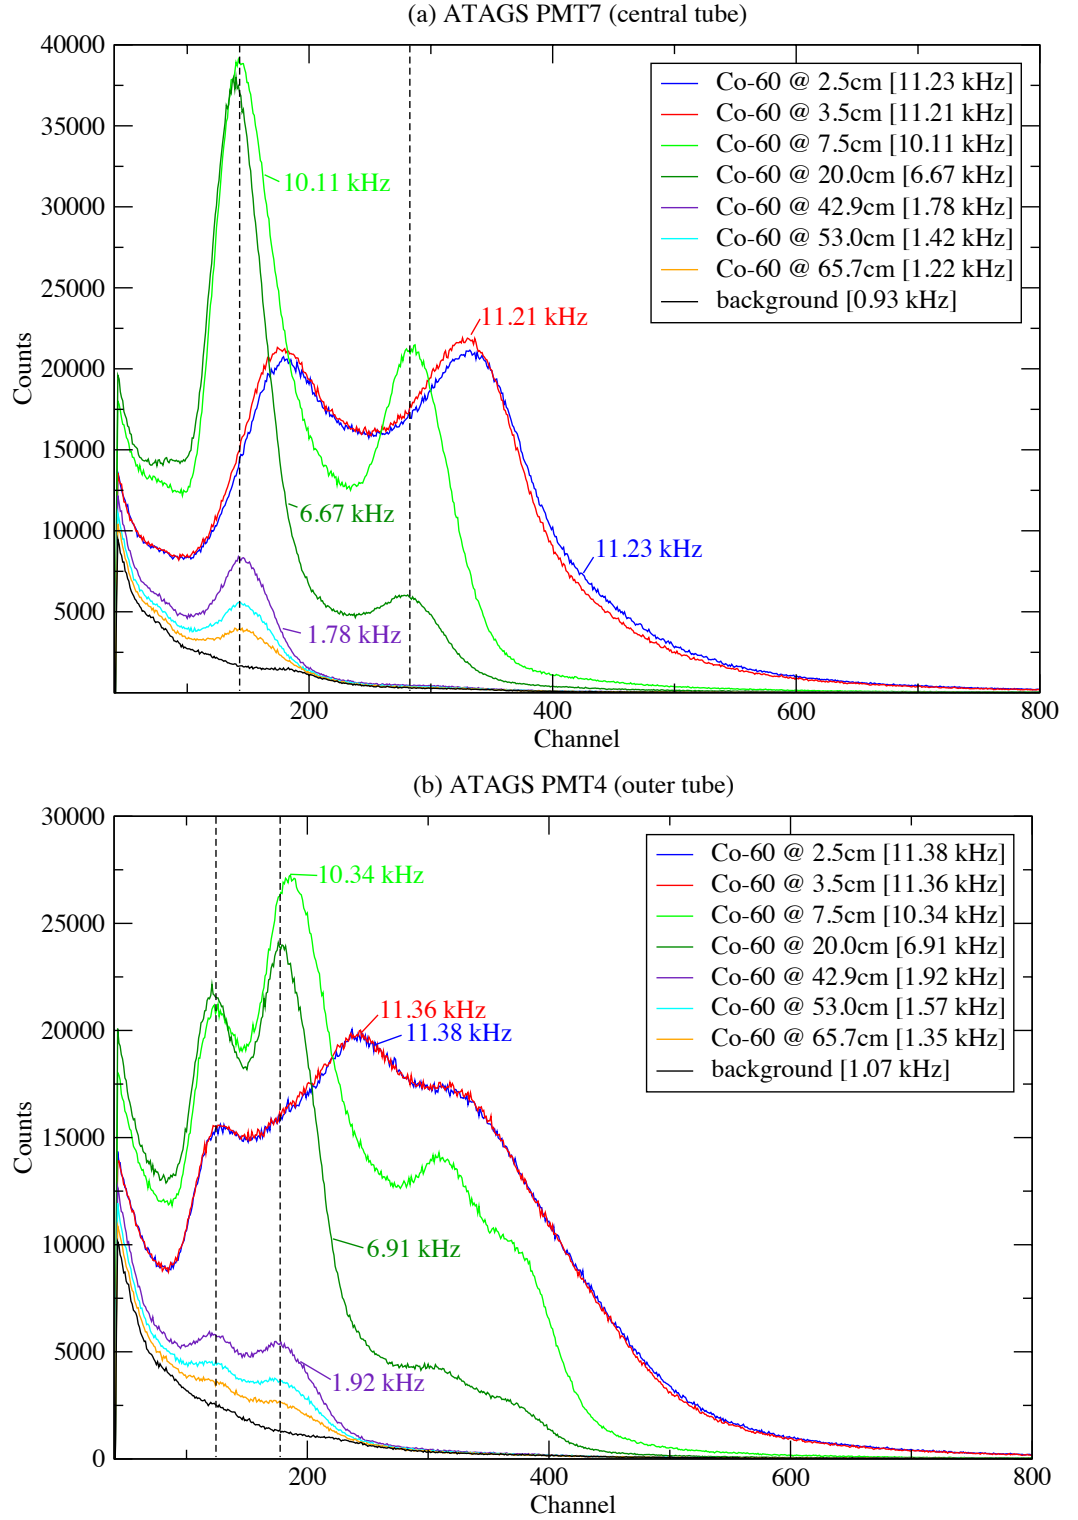 (a) ATAGS PMT7 (central tube)
40000
35000
30000
25000
20000
15000
10000
5000
Counts
Co-60 @ 2.5cm [11.23 kHz]
Co-60 @ 3.5cm [11.21 kHz]
Co-60 @ 7.5cm [10.11 kHz]
Co-60 @ 20.0cm [6.67 kHz]
Co-60 @ 42.9cm [1.78 kHz]
Co-60 @ 53.0cm [1.42 kHz]
Co-60 @ 65.7cm [1.22 kHz]
background [0.93 kHz]
10.11 kHz
11.21 kHz
6.67 kHz
11.23 kHz
1.78 kHz
200 400 600 800
Channel
(b) ATAGS PMT4 (outer tube)
30000
25000
20000
15000
10000
5000
0
Counts
Co-60 @ 2.5cm [11.38 kHz]
Co-60 @ 3.5cm [11.36 kHz]
Co-60 @ 7.5cm [10.34 kHz]
Co-60 @ 20.0cm [6.91 kHz]
Co-60 @ 42.9cm [1.92 kHz]
Co-60 @ 53.0cm [1.57 kHz]
Co-60 @ 65.7cm [1.35 kHz]
background [1.07 kHz]
10.34 kHz
11.36 kHz
11.38 kHz
6.91 kHz
1.92 kHz
200 400 600 800
Channel